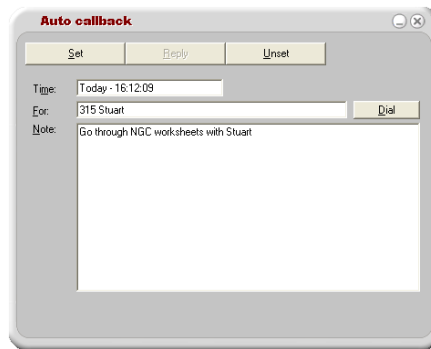 Auto callback
Set Reply Unset
Time: Today - 16:12:09
For: 315 Stuart Dial
Note: Go through NGC worksheets with Stuart